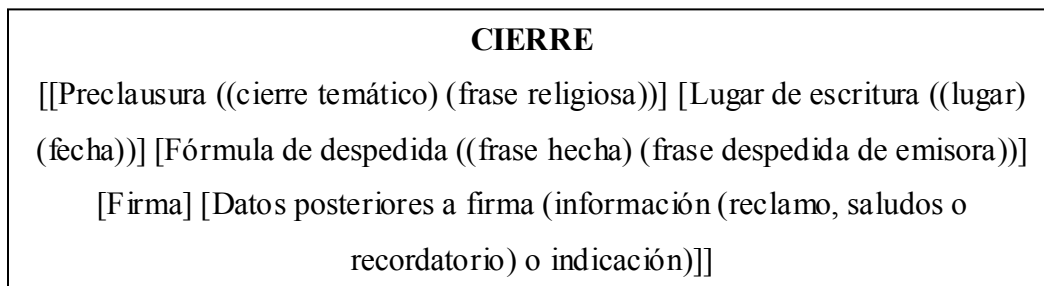 CIERRE
[[Preclausura ((cierre temático) (frase religiosa))] [Lugar de escritura ((lugar)
(fecha))] [Fórmula de despedida ((frase hecha) (frase despedida de emisora))]
[Firma] [Datos posteriores a firma (información (reclamo, saludos o
recordatorio) o indicación)]]